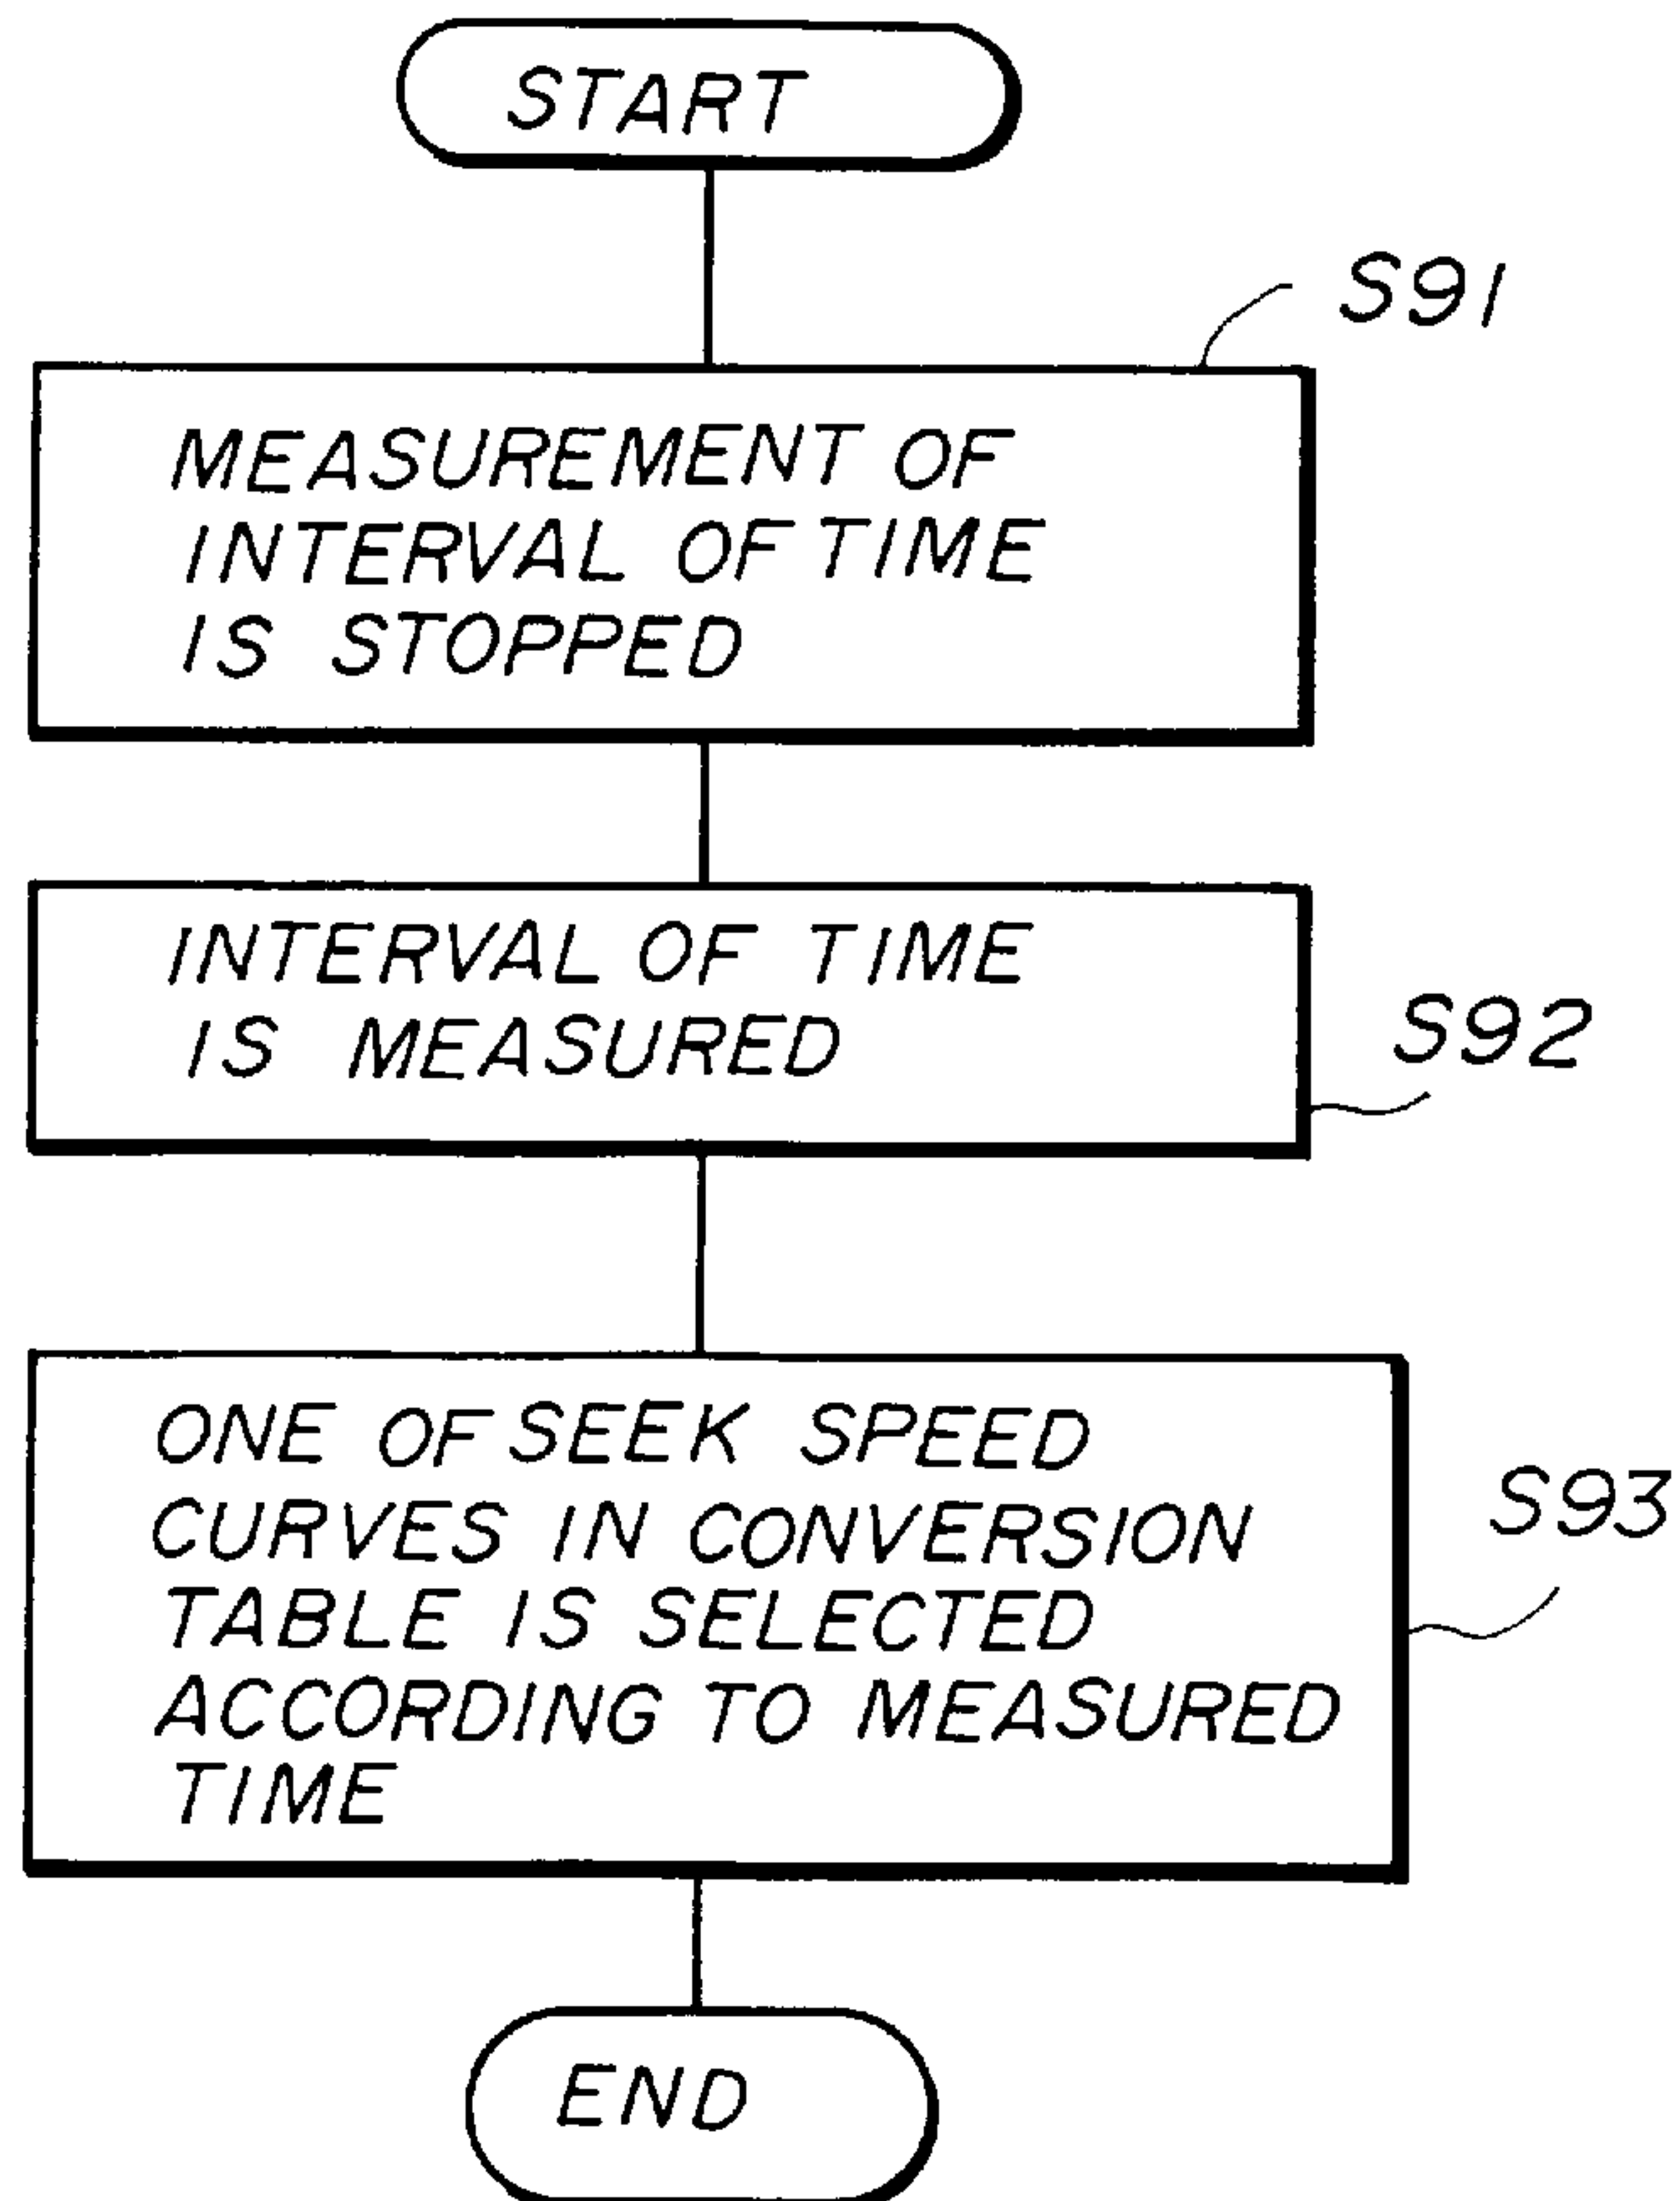 START
S91
MEASUREMENT OF
INTERVAL OF TIME
IS STOPPED
INTERVAL OF TIME
IS MEASURED
S92
ONE OF SEEK SPEED
CURVES IN CONVERSION
TABLE IS SELECTED
ACCORDING TO MEASURED
TIME
S93
END